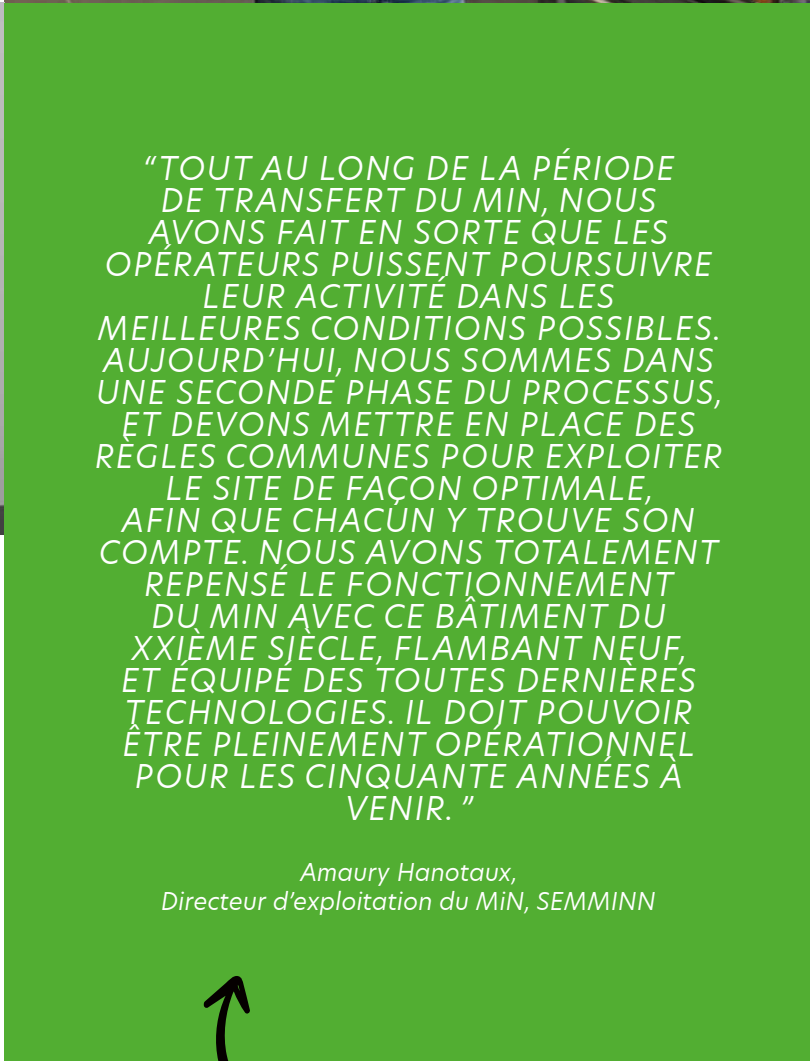 “TOUT AU LONG DE LA PÉRIODE
DE TRANSFERT DU MIN, NOUS
AVONS FAIT EN SORTE QUE LES
OPÉRATEURS PUISSENT POURSUIVRE
LEUR ACTIVITÉ DANS LES
MEILLEURES CONDITIONS POSSIBLES.
AUJOURD’HUI, NOUS SOMMES DANS
UNE SECONDE PHASE DU PROCESSUS,
ET DEVONS METTRE EN PLACE DES
RÈGLES COMMUNES POUR EXPLOITER
LE SITE DE FAÇON OPTIMALE,
AFIN QUE CHACUN Y TROUVE SON
COMPTE. NOUS AVONS TOTALEMENT
REPENSÉ LE FONCTIONNEMENT
DU MIN AVEC CE BÂTIMENT DU
XXIÈME SIÈCLE, FLAMBANT NEUF,
ET ÉQUIPÉ DES TOUTES DERNIÈRES
TECHNOLOGIES. IL DOIT POUVOIR
ÊTRE PLEINEMENT OPÉRATIONNEL
POUR LES CINQUANTE ANNÉES À
VENIR. ”
Amaury Hanotaux,
Directeur d’exploitation du MiN, SEMMINN